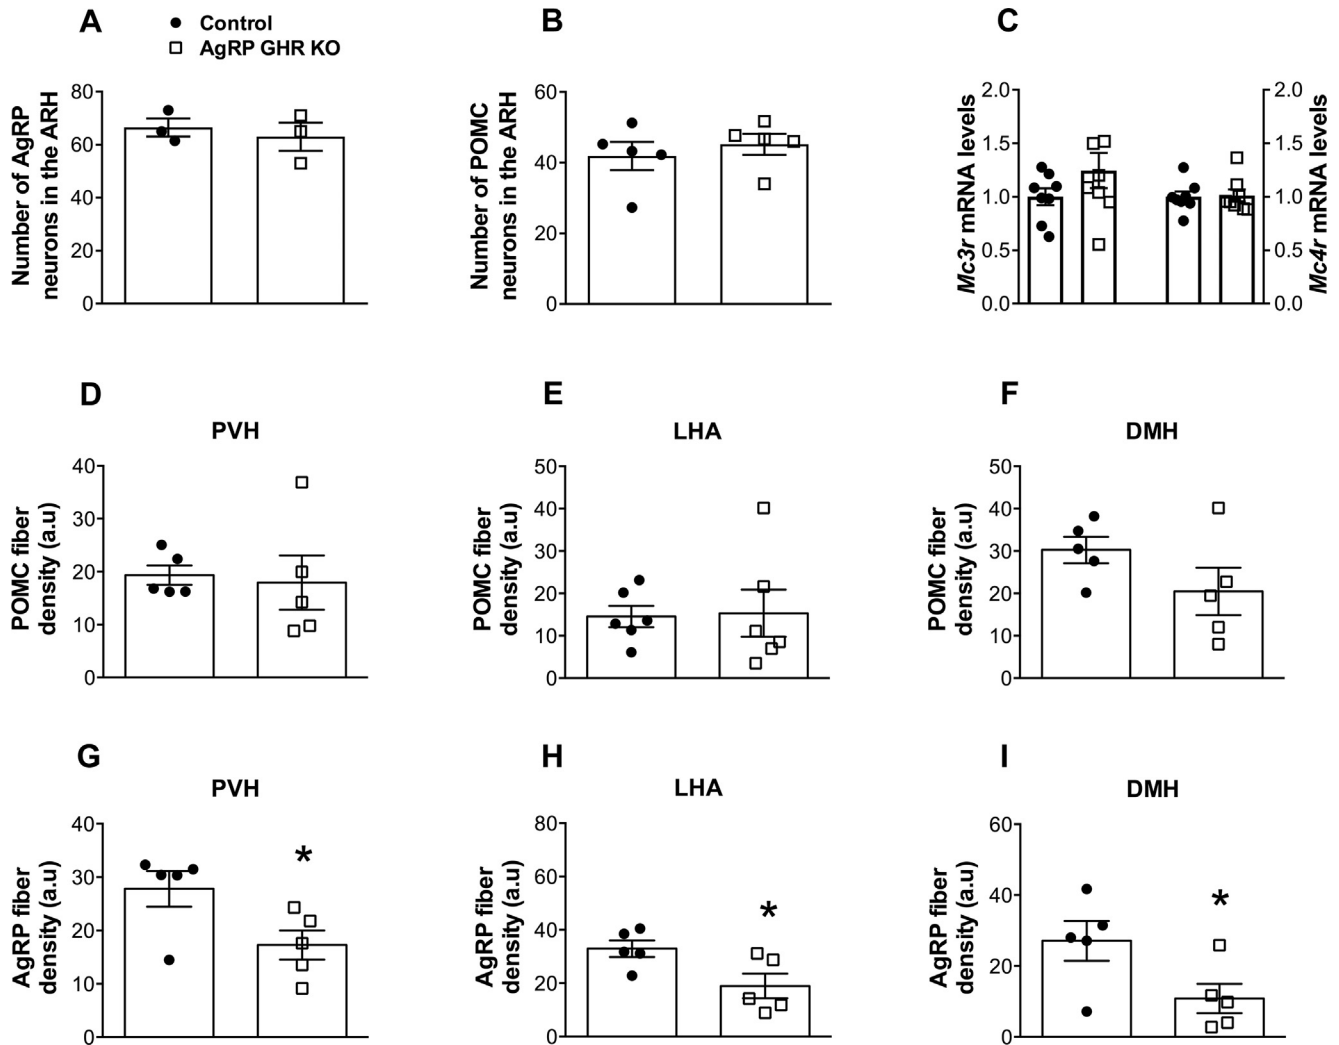 A
● Control
□ AgRP GHR KO
Number of AgRP
neurons in the ARH
80
60
40
20
0
B
Number of POMC
neurons in the ARH
60
40
20
0
C
Mc3r mRNA levels
2.0
1.5
1.0
0.5
0.0
2.0
1.5
1.0
0.5
0.0
Mc4r mRNA levels
D
PVH
POMC fiber
density (a.u)
40
30
20
10
0
E
LHA
POMC fiber
density (a.u)
50
40
30
20
10
0
F
DMH
POMC fiber
density (a.u)
50
40
30
20
10
0
G
PVH
AgRP fiber
density (a.u)
40
30
20
10
0
*
H
LHA
AgRP fiber
density (a.u)
80
60
40
20
0
*
I
DMH
AgRP fiber
density (a.u)
60
40
20
0
*